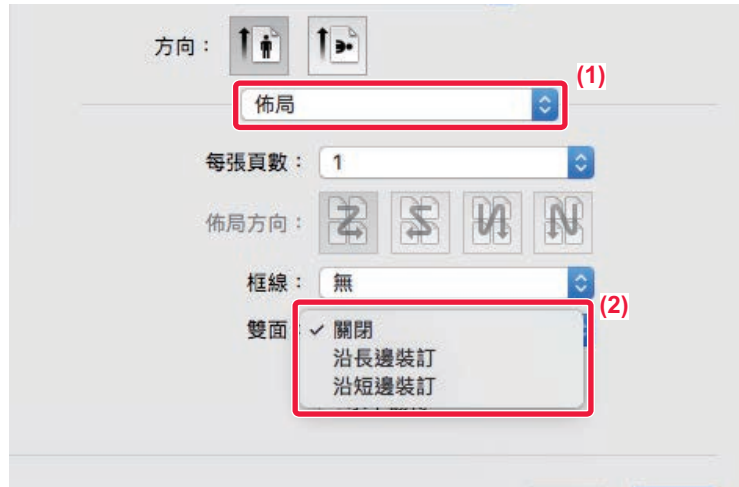 方向：
(1)
佈局
每張頁數： 1
佈局方向：
框線： 無
(2)
雙面： ✓ 關閉
沿長邊裝訂
沿短邊裝訂